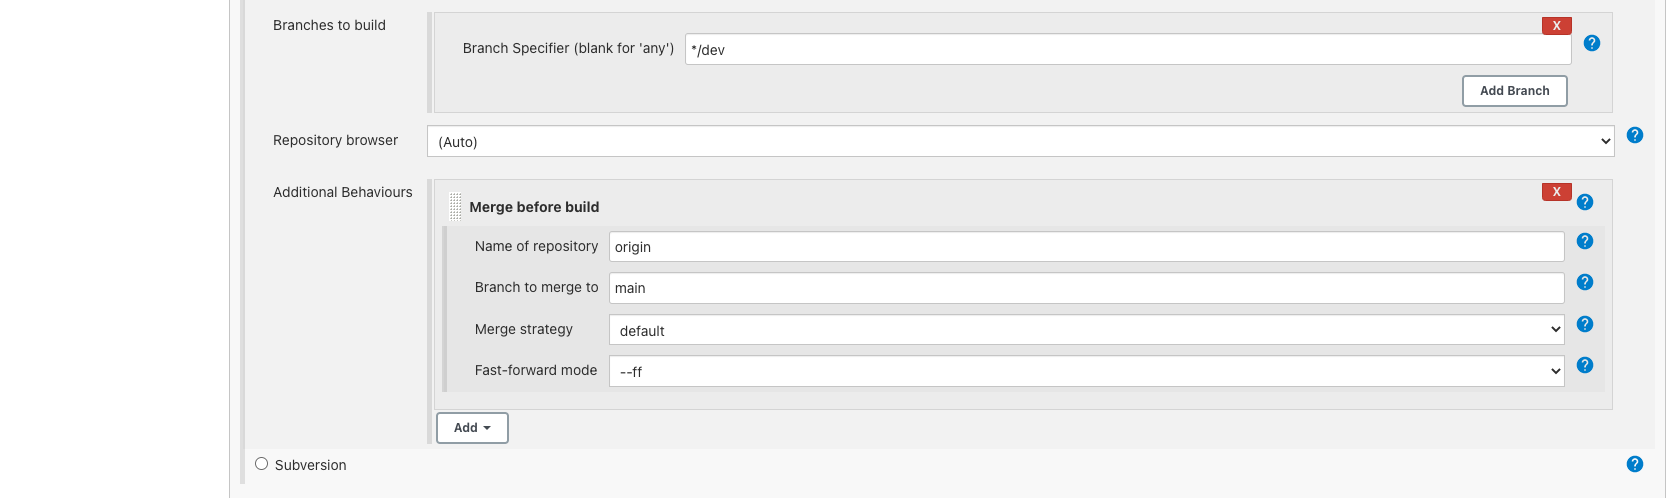 Branches to build
X
Branch Specifier (blank for 'any') */dev
?
Add Branch
Repository browser (Auto) ?
Additional Behaviours
X
Merge before build ?
Name of repository origin ?
Branch to merge to main ?
Merge strategy default ?
Fast-forward mode --ff ?
Add
Subversion ?